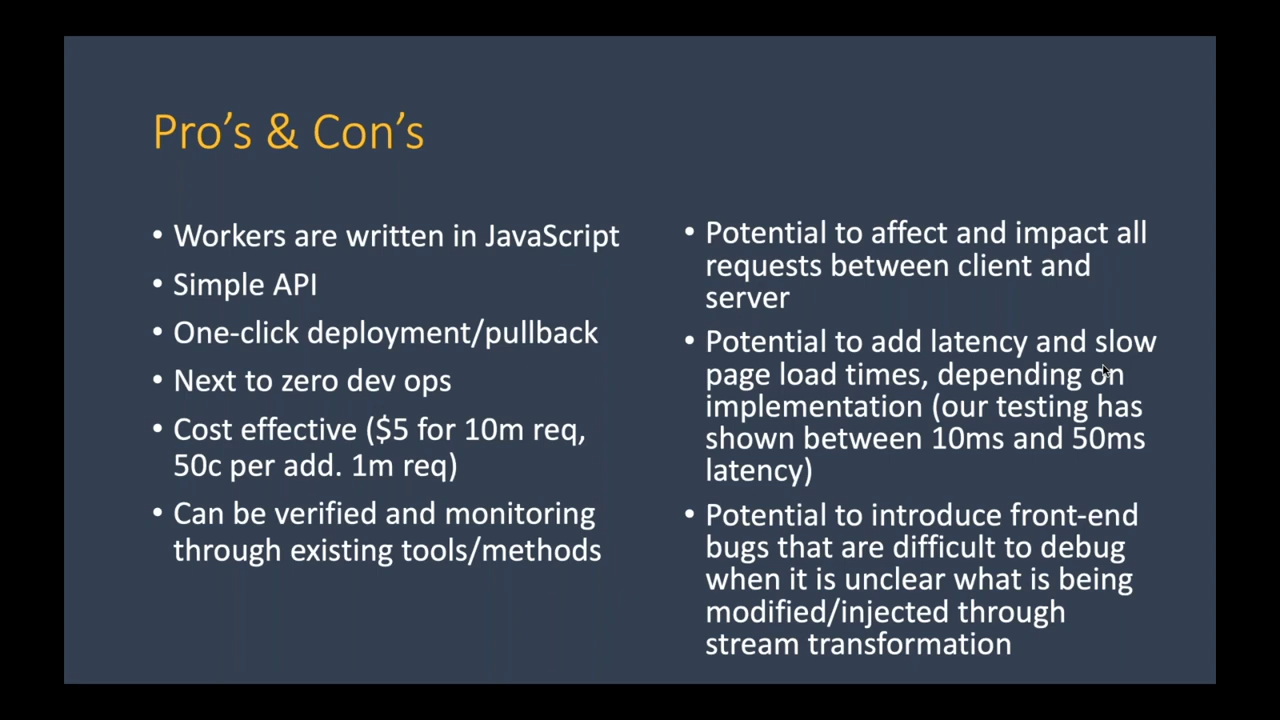 Pro’s & Con’s
• Workers are written in JavaScript
• Simple API
• One-click deployment/pullback
• Next to zero dev ops
• Cost effective ($5 for 10m req,
50c per add. 1m req)
• Can be verified and monitoring
through existing tools/methods
• Potential to affect and impact all
requests between client and
server
• Potential to add latency and slow
page load times, depending on
implementation (our testing has
shown between 10ms and 50ms
latency)
• Potential to introduce front-end
bugs that are difficult to debug
when it is unclear what is being
modified/injected through
stream transformation